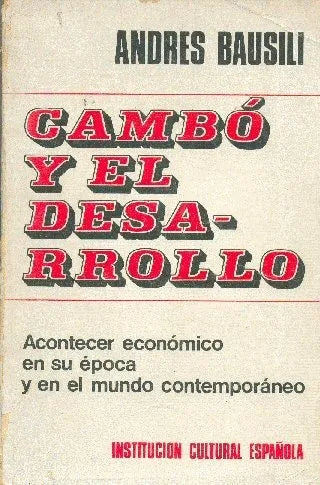 ANDRES BAUSILI
CAMBÓ
Y EL
DESA-
RROLLO
Acontecer económico
en su época
y en el mundo contemporáneo
INSTITUCION CULTURAL ESPAÑOLA